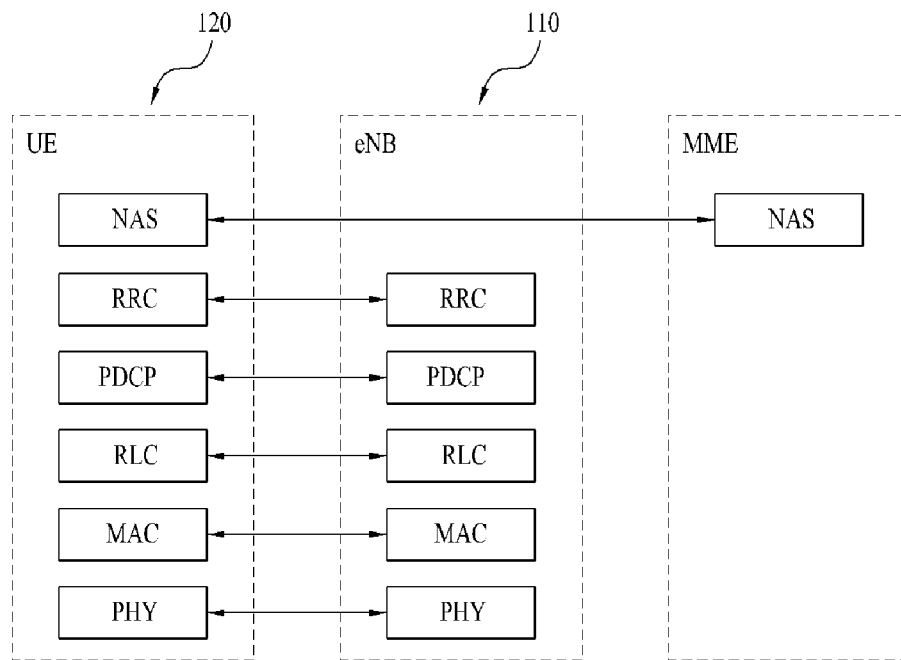 120
110
UE
eNB
MME
NAS
NAS
RRC
RRC
PDCP
PDCP
RLC
RLC
MAC
MAC
PHY
PHY